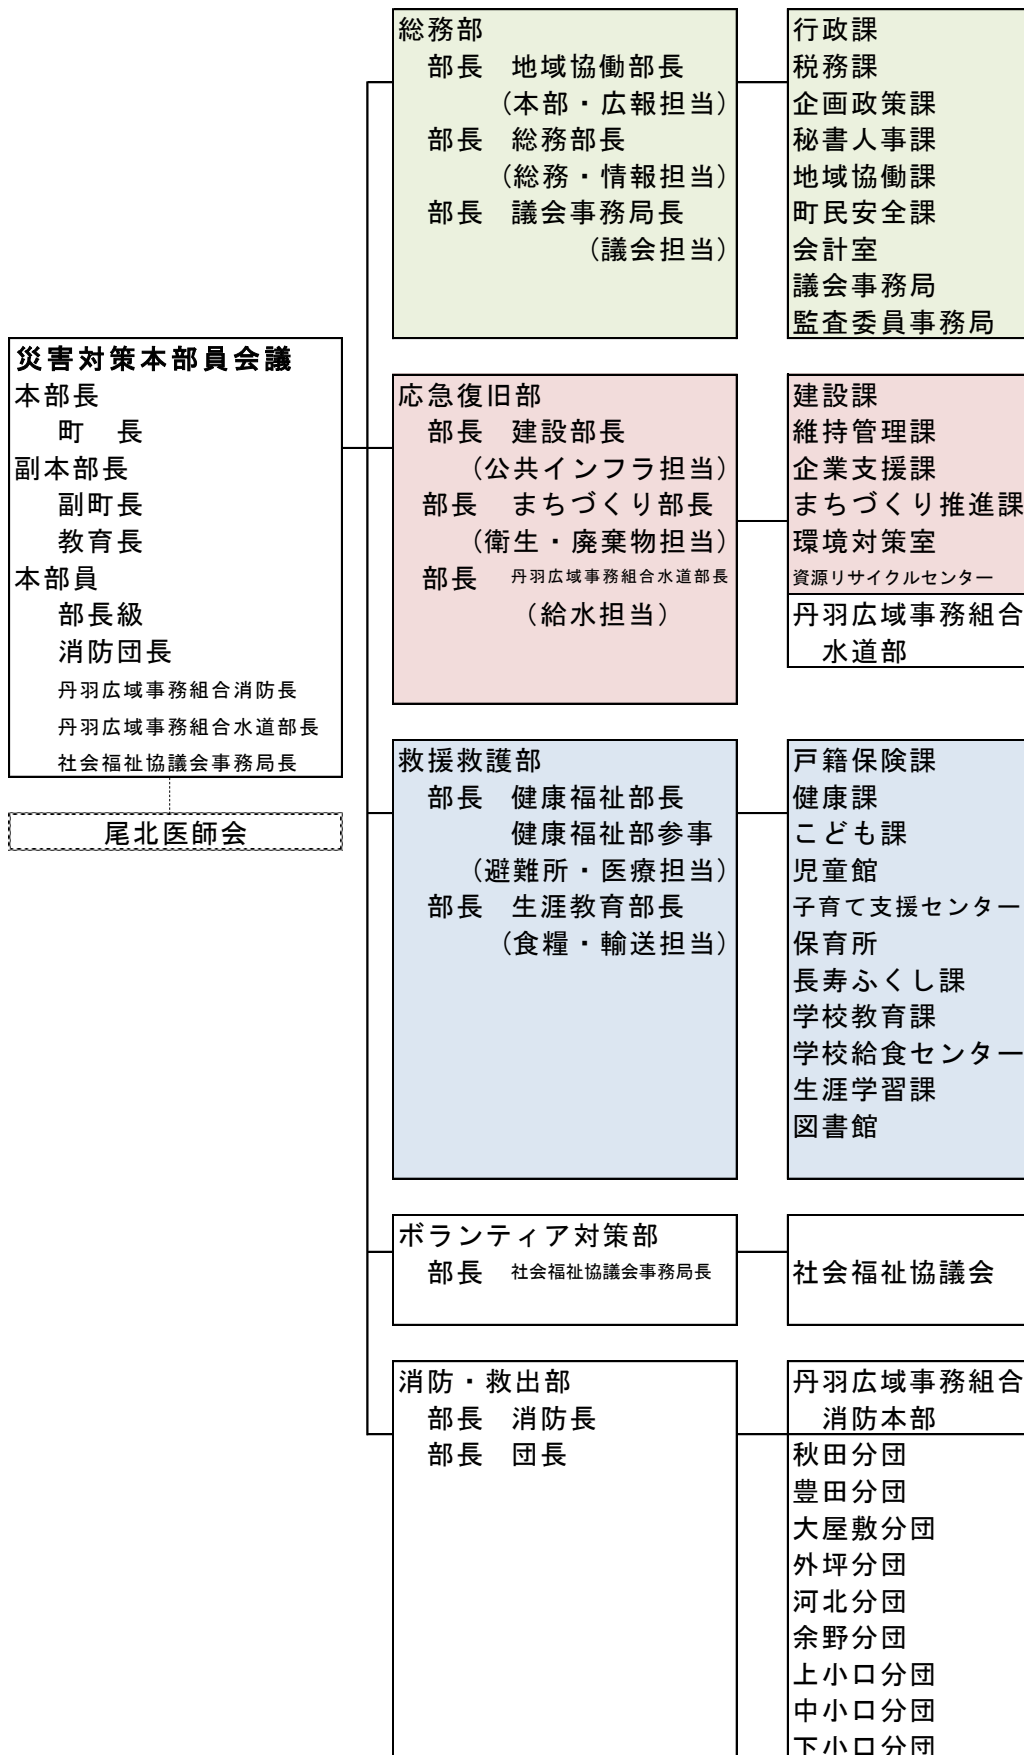 災害対策本部員会議
本部長
町　長
副本部長
副町長
教育長
本部員
部長級
消防団長
丹羽広域事務組合消防長
丹羽広域事務組合水道部長
社会福祉協議会事務局長
尾北医師会
総務部
部長　地域協働部長
（本部・広報担当）
部長　総務部長
（総務・情報担当）
部長　議会事務局長
（議会担当）
行政課
税務課
企画政策課
秘書人事課
地域協働課
町民安全課
会計室
議会事務局
監査委員事務局
応急復旧部
部長　建設部長
（公共インフラ担当）
部長　まちづくり部長
（衛生・廃棄物担当）
部長　丹羽広域事務組合水道部長
（給水担当）
建設課
維持管理課
企業支援課
まちづくり推進課
環境対策室
資源リサイクルセンター
丹羽広域事務組合
水道部
救援救護部
部長　健康福祉部長
健康福祉部参事
（避難所・医療担当）
部長　生涯教育部長
（食糧・輸送担当）
戸籍保険課
健康課
こども課
児童館
子育て支援センター
保育所
長寿ふくし課
学校教育課
学校給食センター
生涯学習課
図書館
ボランティア対策部
部長　社会福祉協議会事務局長
社会福祉協議会
消防・救出部
部長　消防長
部長　団長
丹羽広域事務組合
消防本部
秋田分団
豊田分団
大屋敷分団
外坪分団
河北分団
余野分団
上小口分団
中小口分団
下小口分団